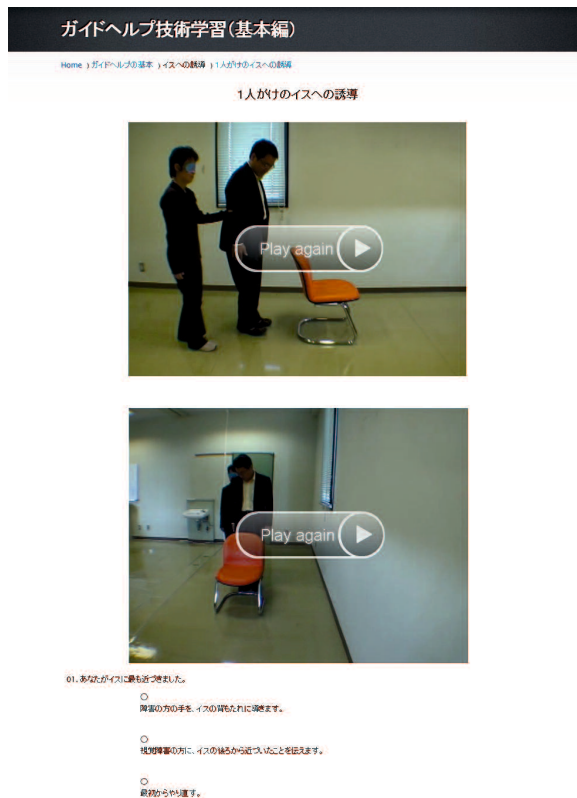 ガイドヘルプ技術学習(基本編)
Home › ガイドヘルプの基本 › イスへの誘導 › 1人がけのイスへの誘導
1人がけのイスへの誘導
Play again
Play again
01. あなたがイスに最も近づきました。
障害の方の手を、イスの背もたれに導きます。
視覚障害の方に、イスの後ろから近づいたことを伝えます。
最初からやり直す。